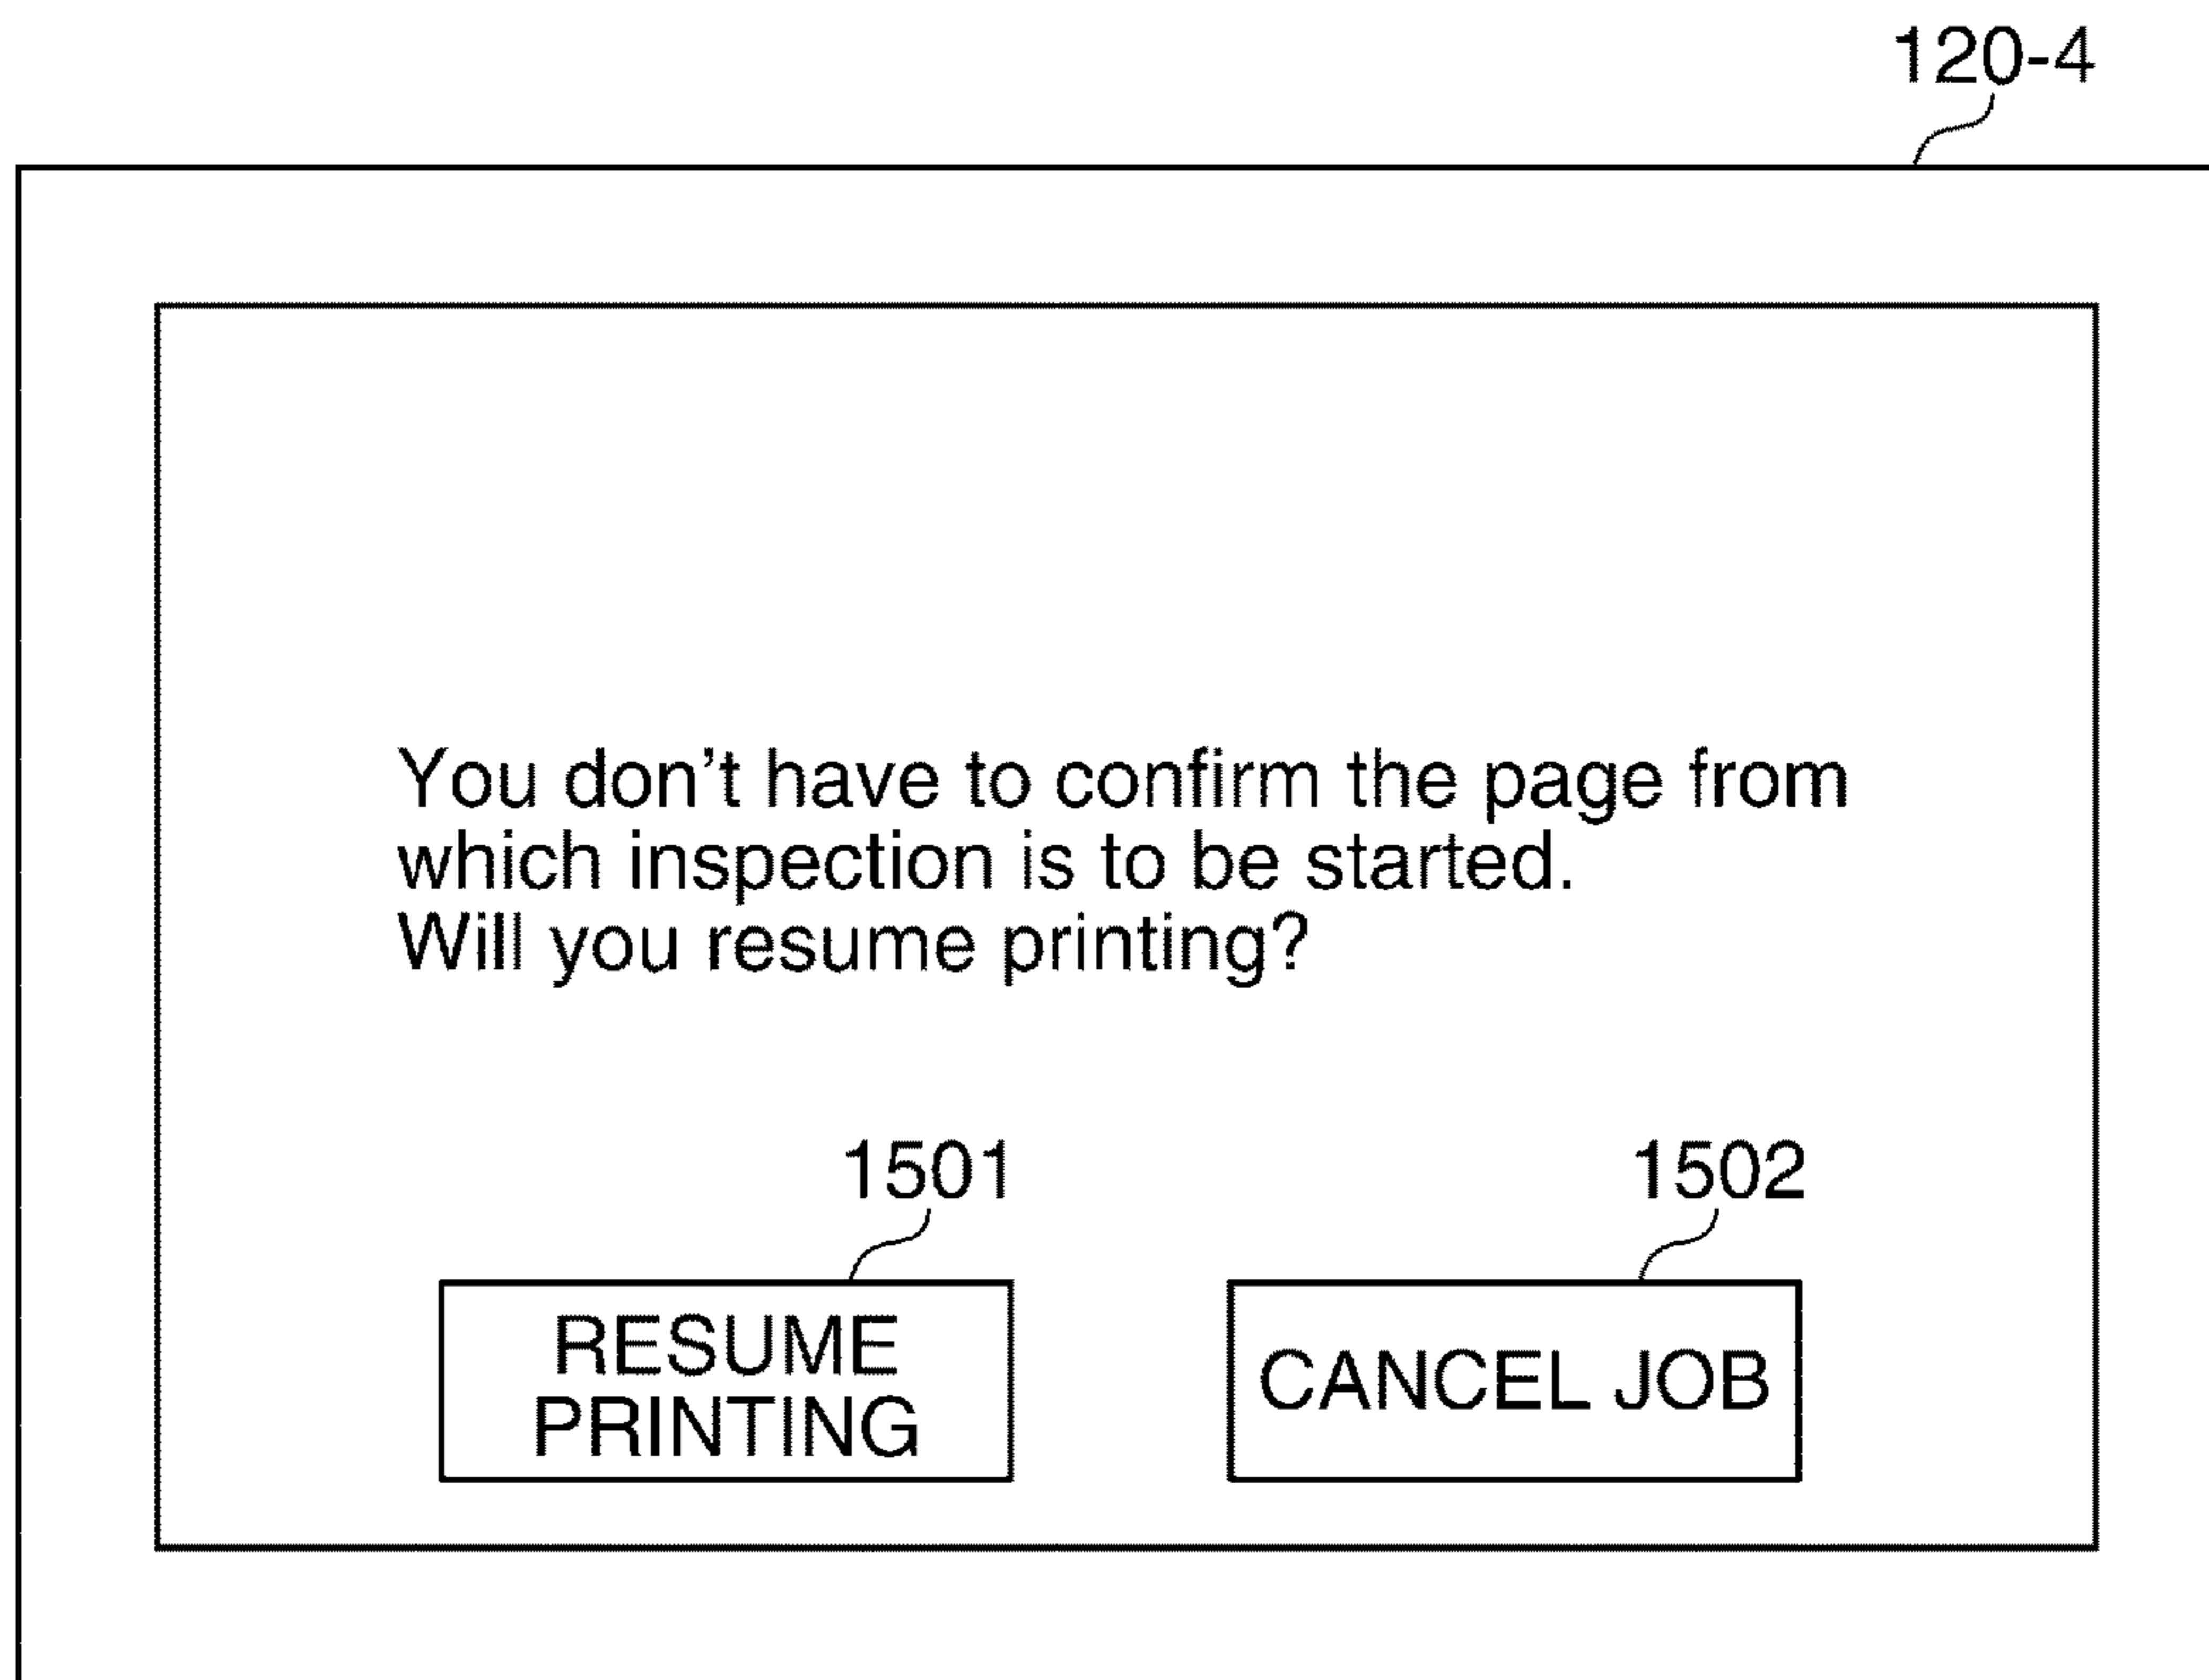 120-4
You don't have to confirm the page from
which inspection is to be started.
Will you resume printing?
1501
1502
RESUME
PRINTING
CANCEL JOB